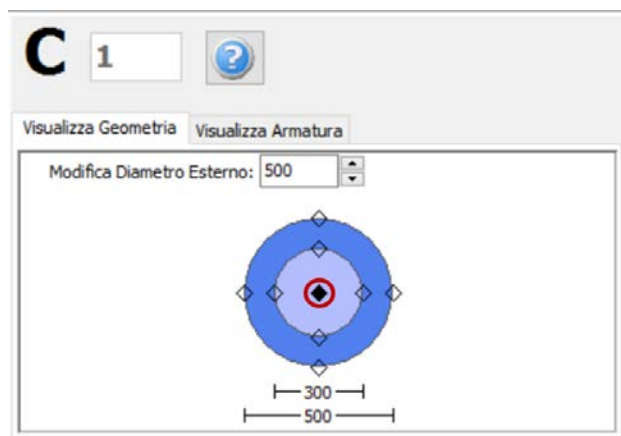 C 1 ?
Visualizza Geometria Visualizza Armatura
Modifica Diametro Esterno: 500
300
500